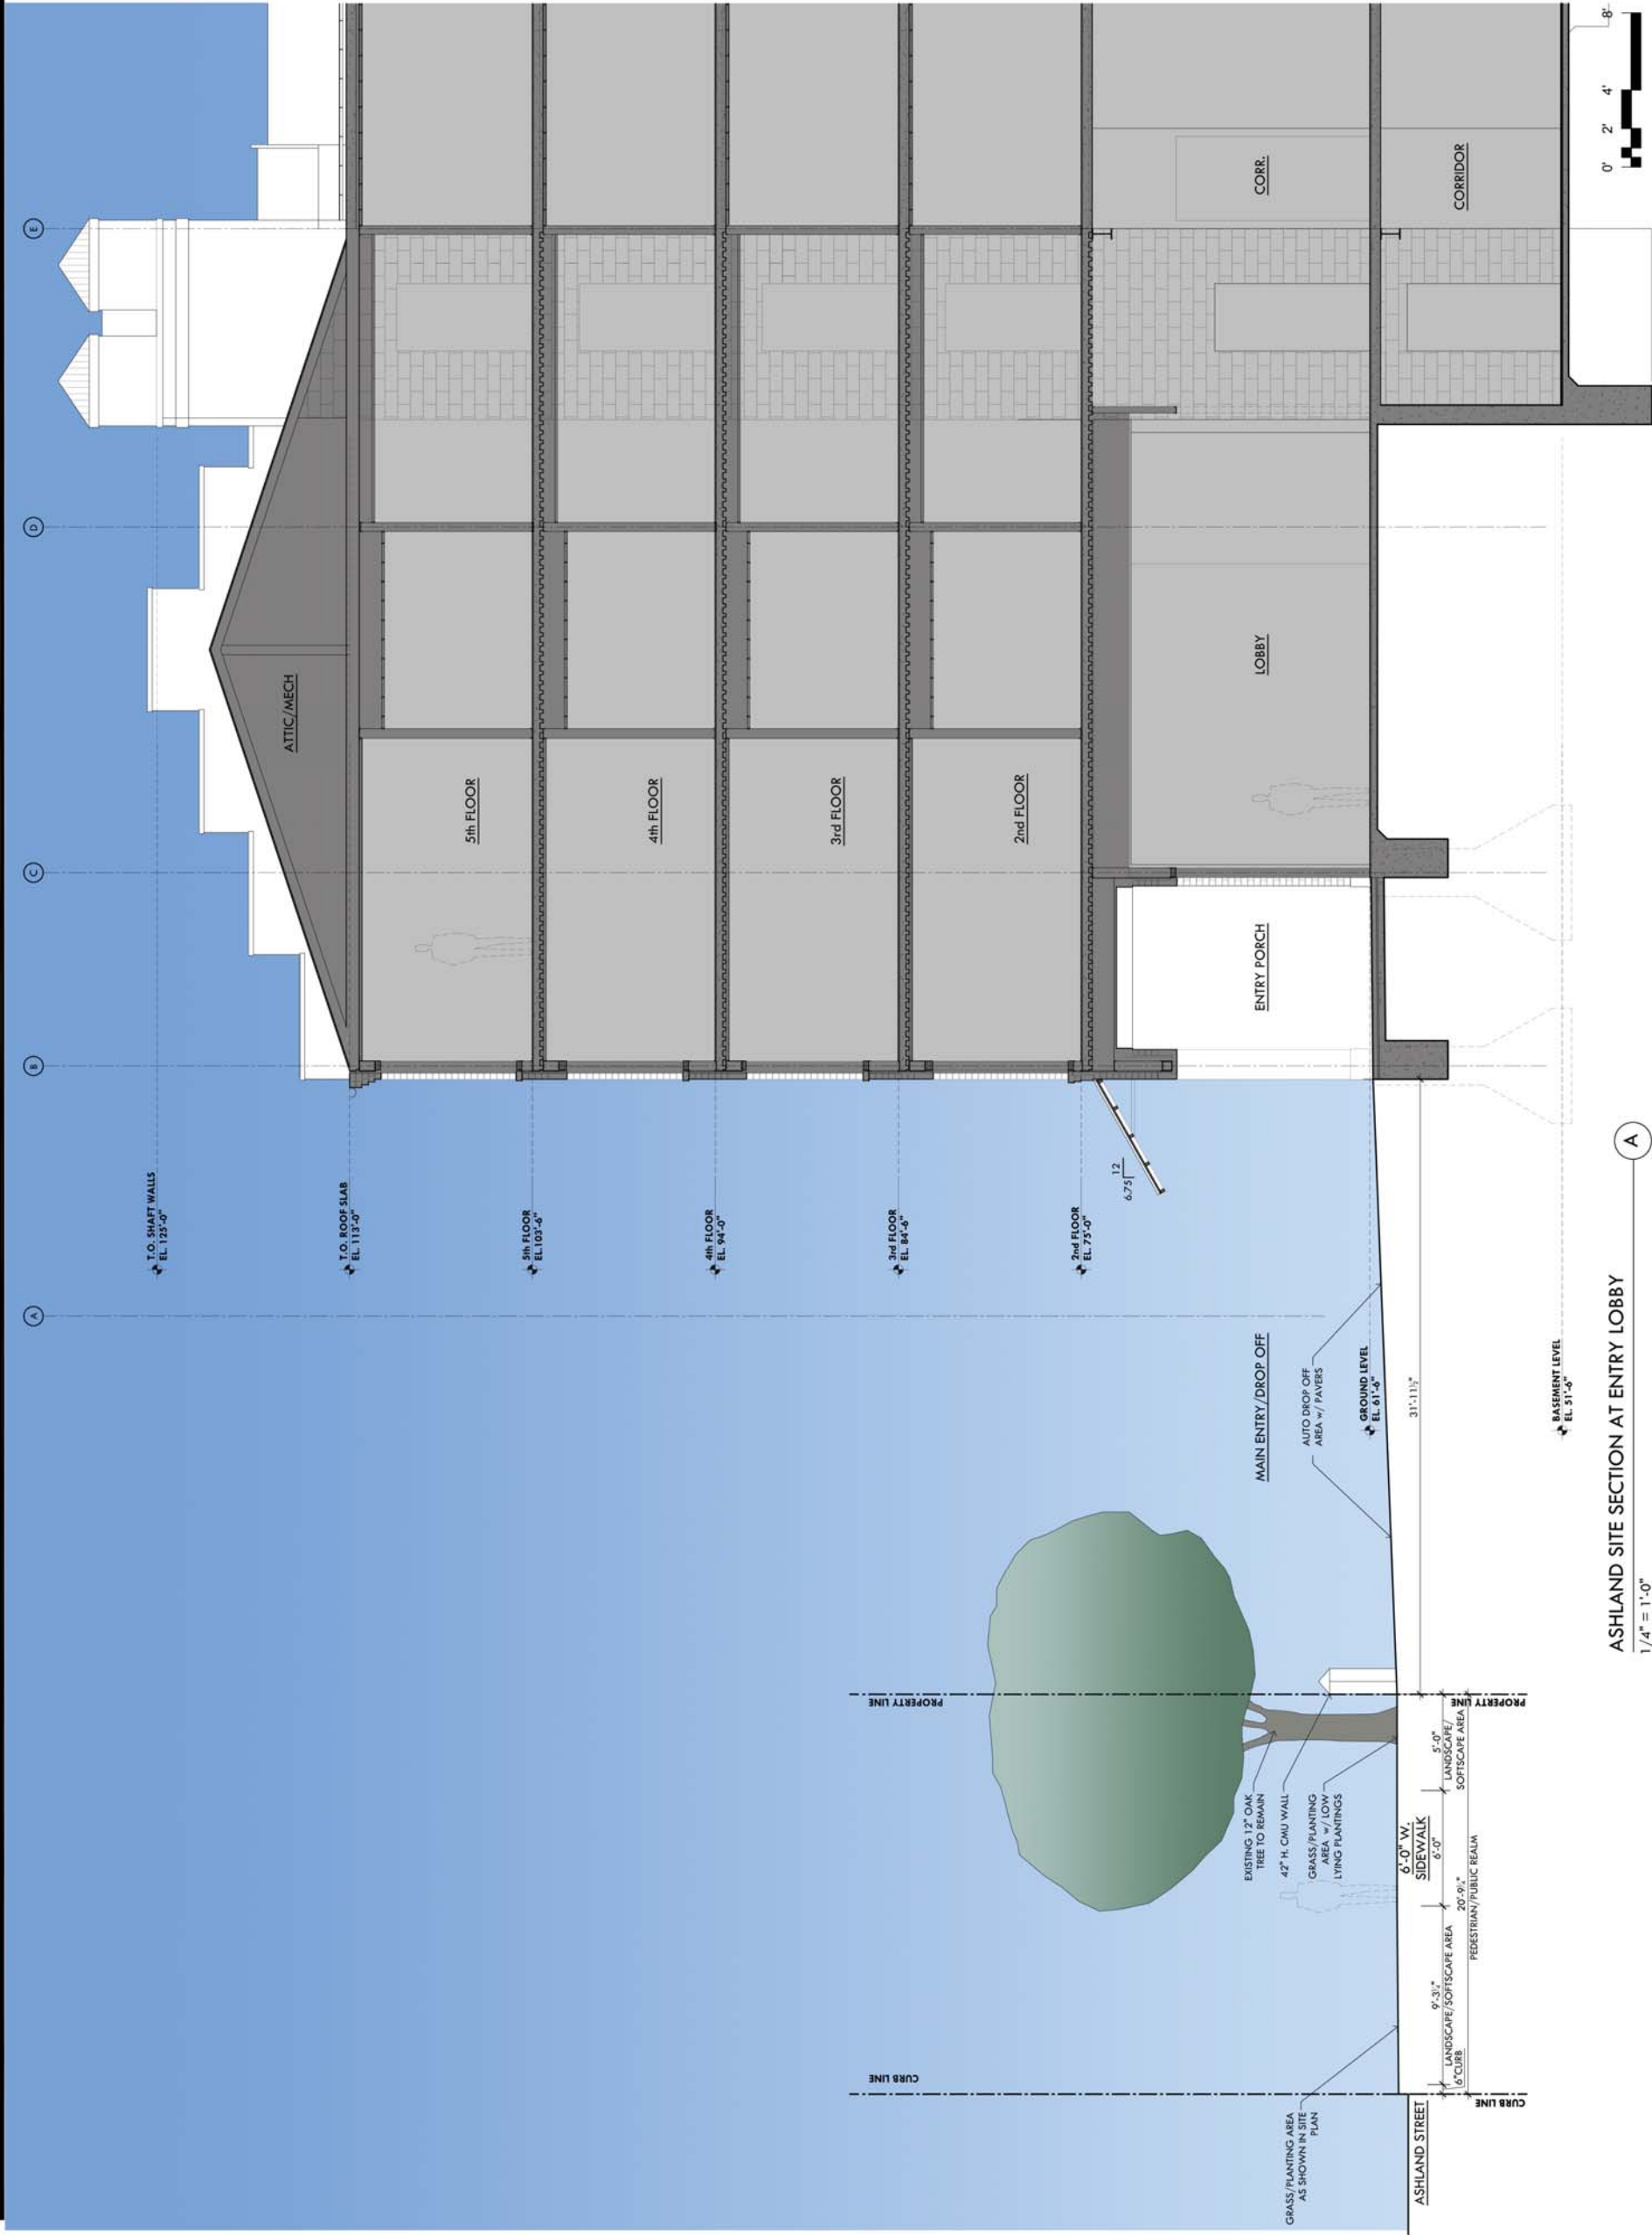 A
B
C
D
E
T.O. SHAFT WALLS
EL. 125'-0"
T.O. ROOF SLAB
EL. 113'-0"
5th FLOOR
EL.103'-6"
4th FLOOR
EL. 94'-0"
3rd FLOOR
EL. 84'-6"
2nd FLOOR
EL. 75'-0"
12
6.75
GROUND LEVEL
EL. 61'-6"
BASEMENT LEVEL
EL. 51'-6"
ATTIC/MECH
5th FLOOR
4th FLOOR
3rd FLOOR
2nd FLOOR
ENTRY PORCH
LOBBY
CORR.
CORRIDOR
MAIN ENTRY/DROP OFF
AUTO DROP OFF
AREA w/ PAVERS
31'-11½"
CURB LINE
PROPERTY LINE
EXISTING 12" OAK
TREE TO REMAIN
42" H. CMU WALL
GRASS/PLANTING
AREA w/ LOW
LYING PLANTINGS
GRASS/PLANTING AREA
AS SHOWN IN SITE
PLAN
ASHLAND STREET
6'-0" W.
SIDEWALK
9'-3¼"
6'-0"
5'-0"
LANDSCAPE/SOFTSCAPE AREA
6"CURB
LANDSCAPE/
SOFTSCAPE AREA
20'-9¼"
PEDESTRIAN/PUBLIC REALM
CURB LINE
PROPERTY LINE
ASHLAND SITE SECTION AT ENTRY LOBBY
A
1/4" = 1'-0"
0' 2' 4' 8'